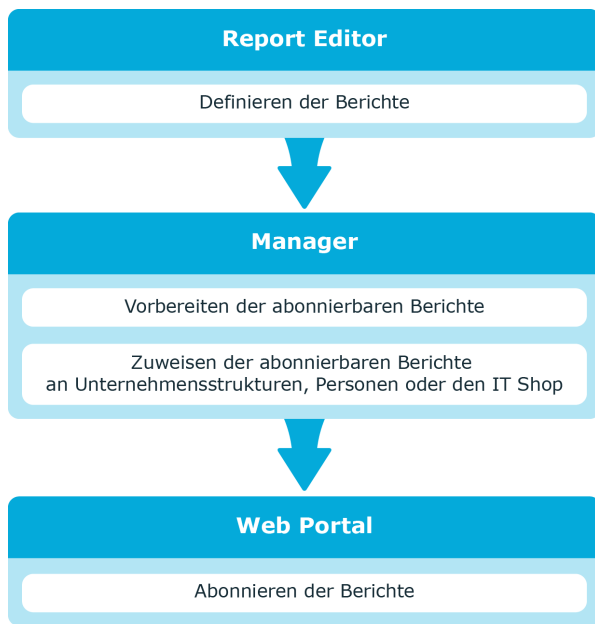 Report Editor
Definieren der Berichte
Manager
Vorbereiten der abonnierbaren Berichte
Zuweisen der abonnierbaren Berichte
an Unternehmensstrukturen, Personen oder den IT Shop
Web Portal
Abonnieren der Berichte